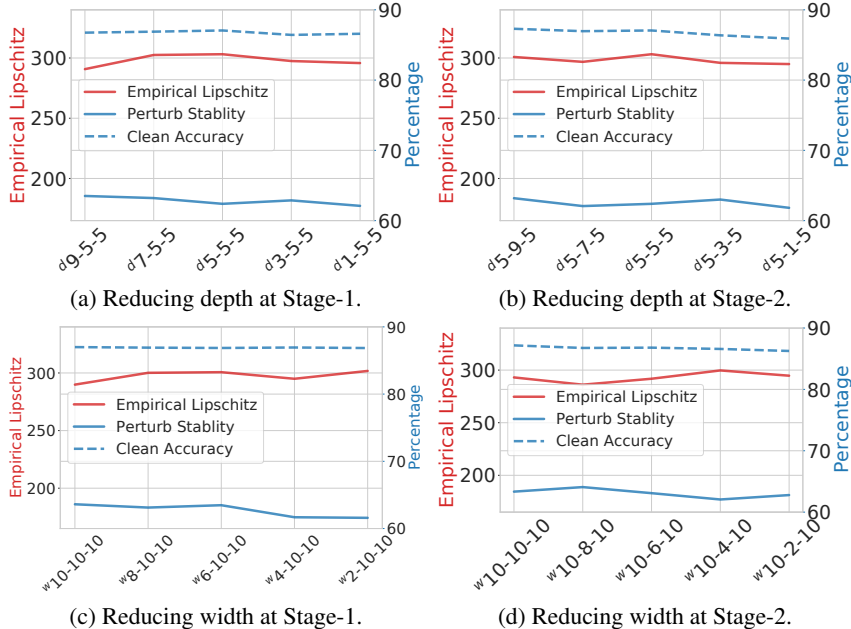 Empirical Lipschitz
300
250
200
90
80
70
60
Percentage
Empirical Lipschitz
Perturb Stablity
Clean Accuracy
d9-5-5
d7-5-5
d5-5-5
d3-5-5
d1-5-5
(a) Reducing depth at Stage-1.
Empirical Lipschitz
300
250
200
90
80
70
60
Percentage
Empirical Lipschitz
Perturb Stablity
Clean Accuracy
d5-9-5
d5-7-5
d5-5-5
d5-3-5
d5-1-5
(b) Reducing depth at Stage-2.
Empirical Lipschitz
300
250
200
90
80
70
60
Percentage
Empirical Lipschitz
Perturb Stablity
Clean Accuracy
w10-10-10
w8-10-10
w6-10-10
w4-10-10
w2-10-10
(c) Reducing width at Stage-1.
Empirical Lipschitz
300
250
200
90
80
70
60
Percentage
Empirical Lipschitz
Perturb Stablity
Clean Accuracy
w10-10-10
w10-8-10
w10-6-10
w10-4-10
w10-2-10
(d) Reducing width at Stage-2.